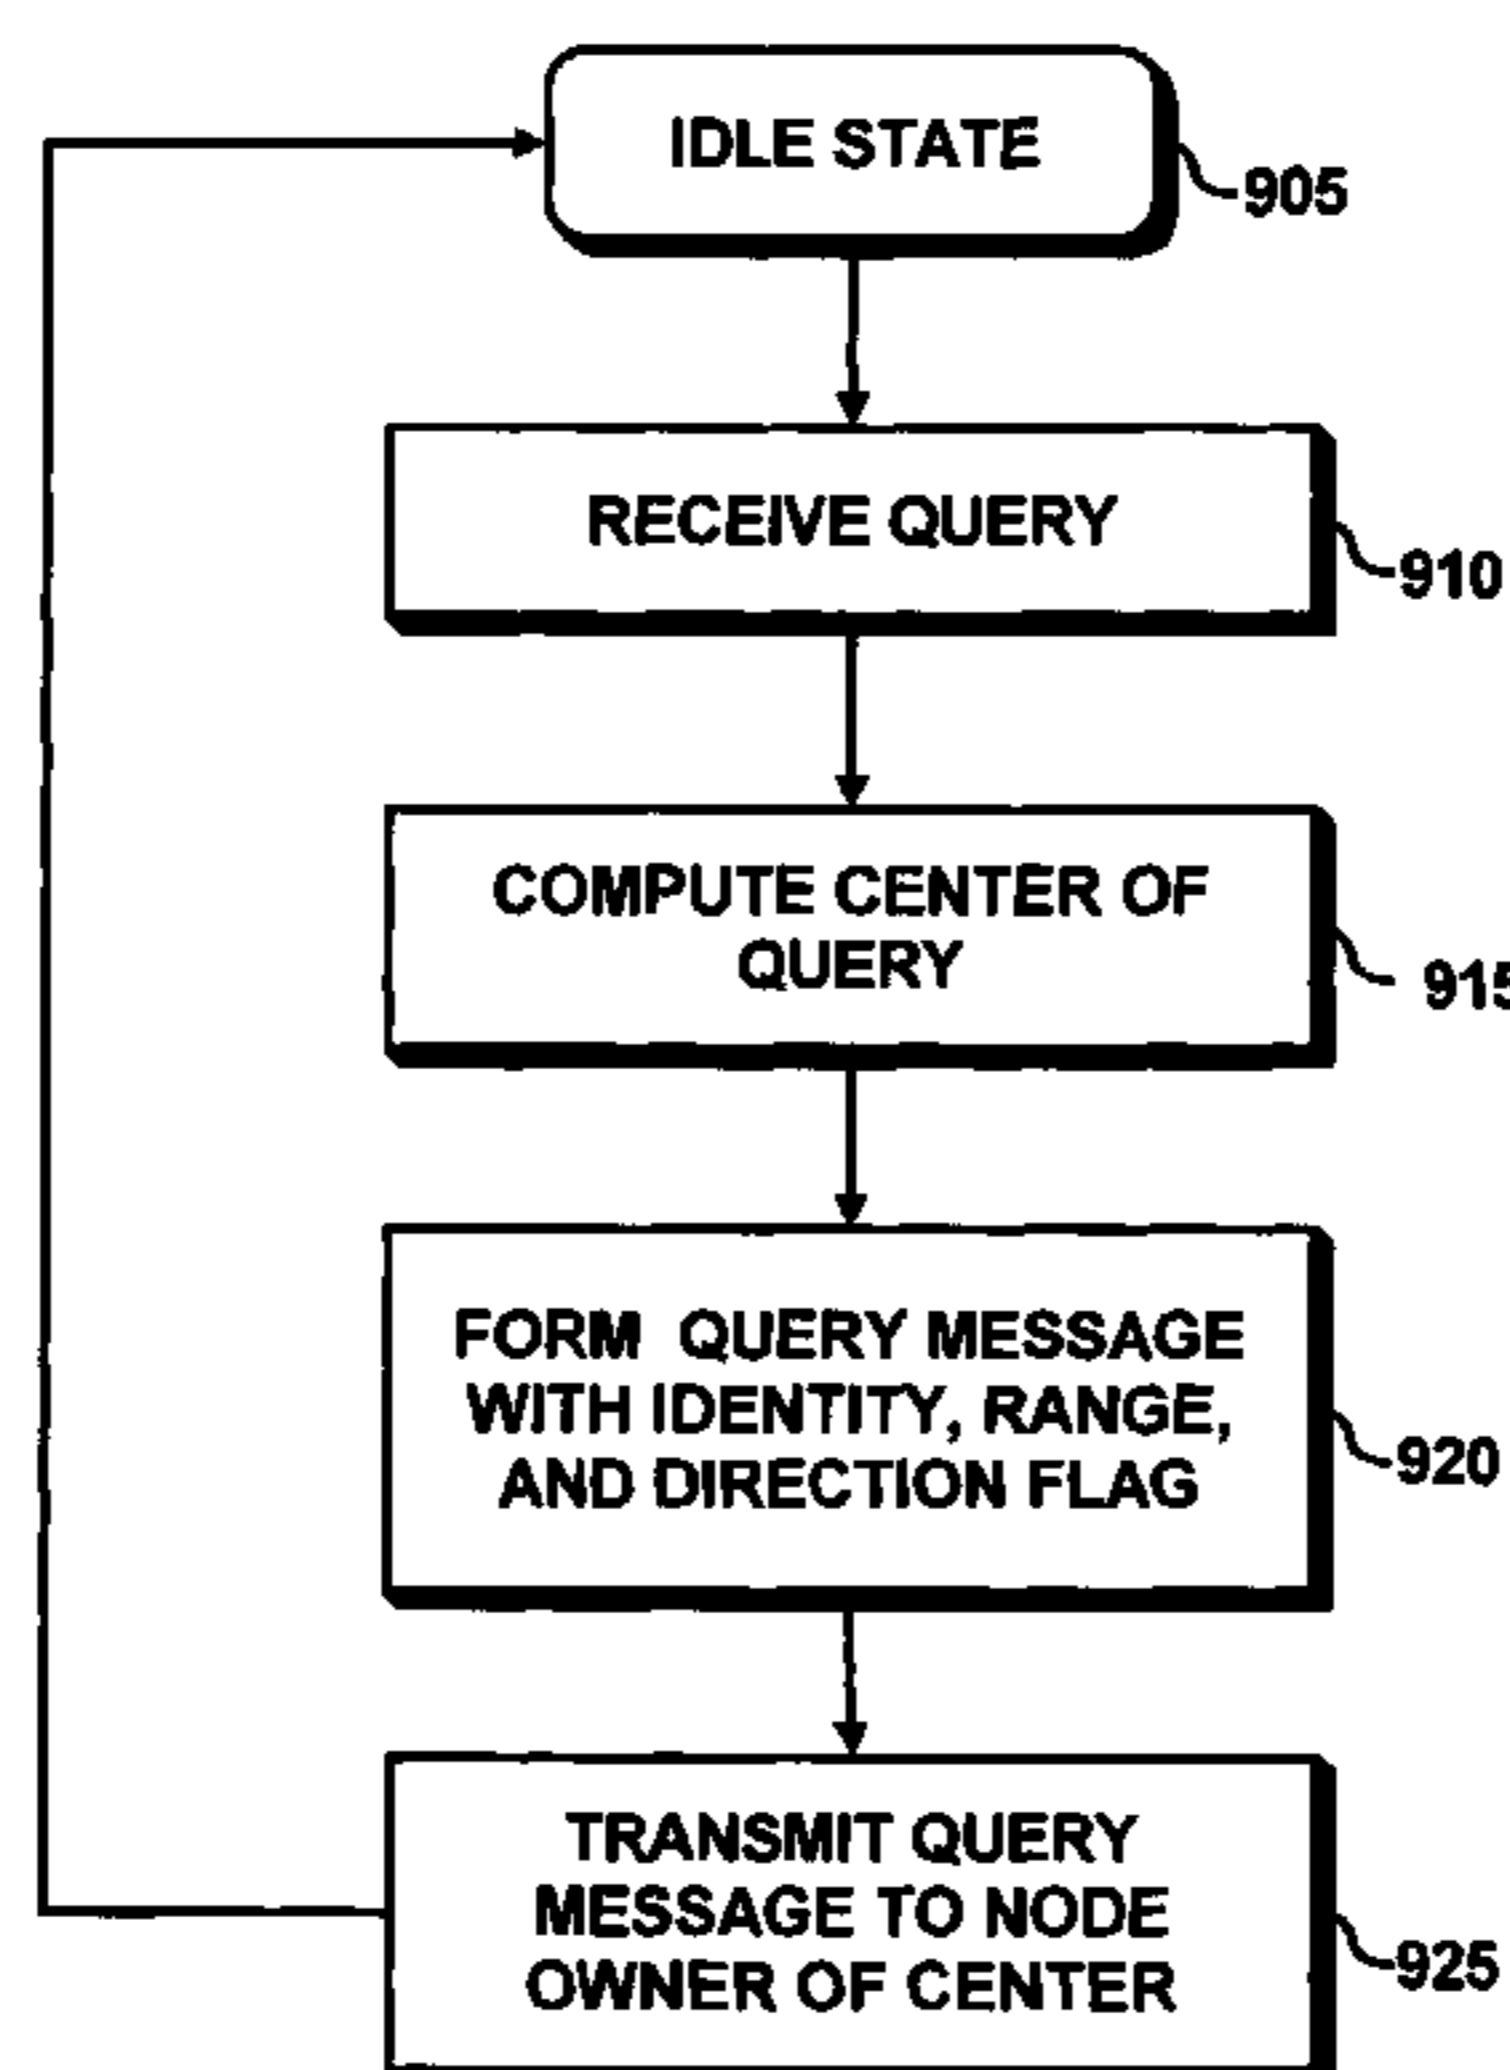 IDLE STATE
905
RECEIVE QUERY
910
COMPUTE CENTER OF
QUERY
915
FORM QUERY MESSAGE
WITH IDENTITY, RANGE,
AND DIRECTION FLAG
920
TRANSMIT QUERY
MESSAGE TO NODE
OWNER OF CENTER
925